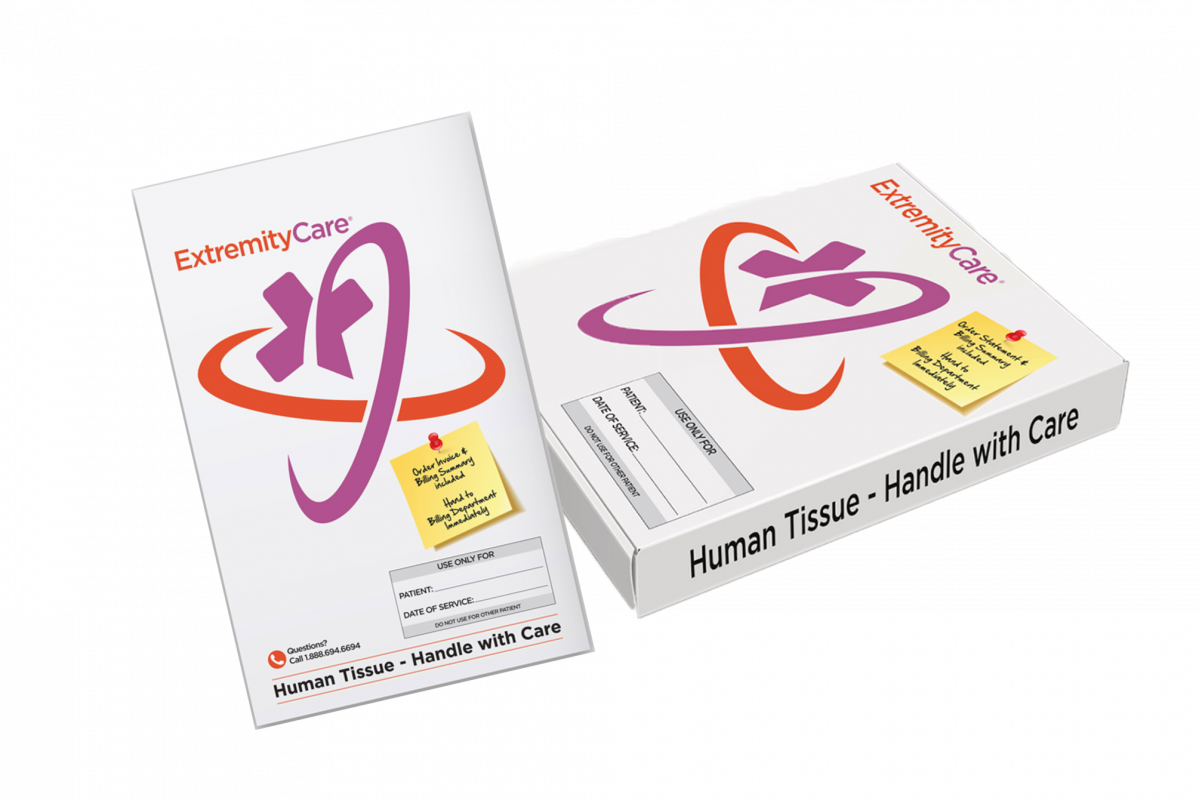 ExtremityCare®
Order Invoice &
Billing Summary
included
Hand to
Billing Department
Immediately
USE ONLY FOR
PATIENT:
DATE OF SERVICE:
DO NOT USE FOR OTHER PATIENT
Questions?
Call 1.888.694.6694
Human Tissue - Handle with Care
ExtremityCare®
Order Statement &
Billing Summary
included
Hand to
Billing Department
Immediately
USE ONLY FOR
PATIENT:
DATE OF SERVICE:
DO NOT USE FOR OTHER PATIENT
Human Tissue - Handle with Care